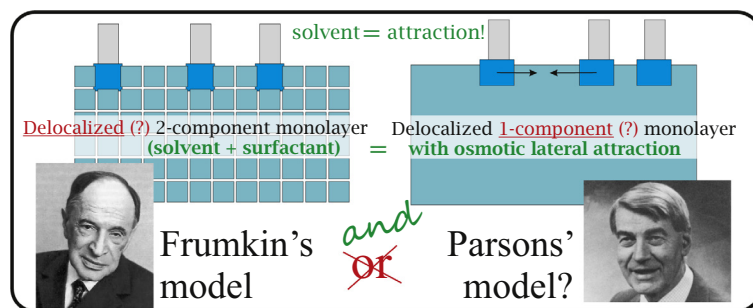 solvent = attraction!
Delocalized (?) 2-component monolayer
(solvent + surfactant)
=
Delocalized 1-component (?) monolayer
with osmotic lateral attraction
Frumkin's
model
and
or
Parsons'
model?